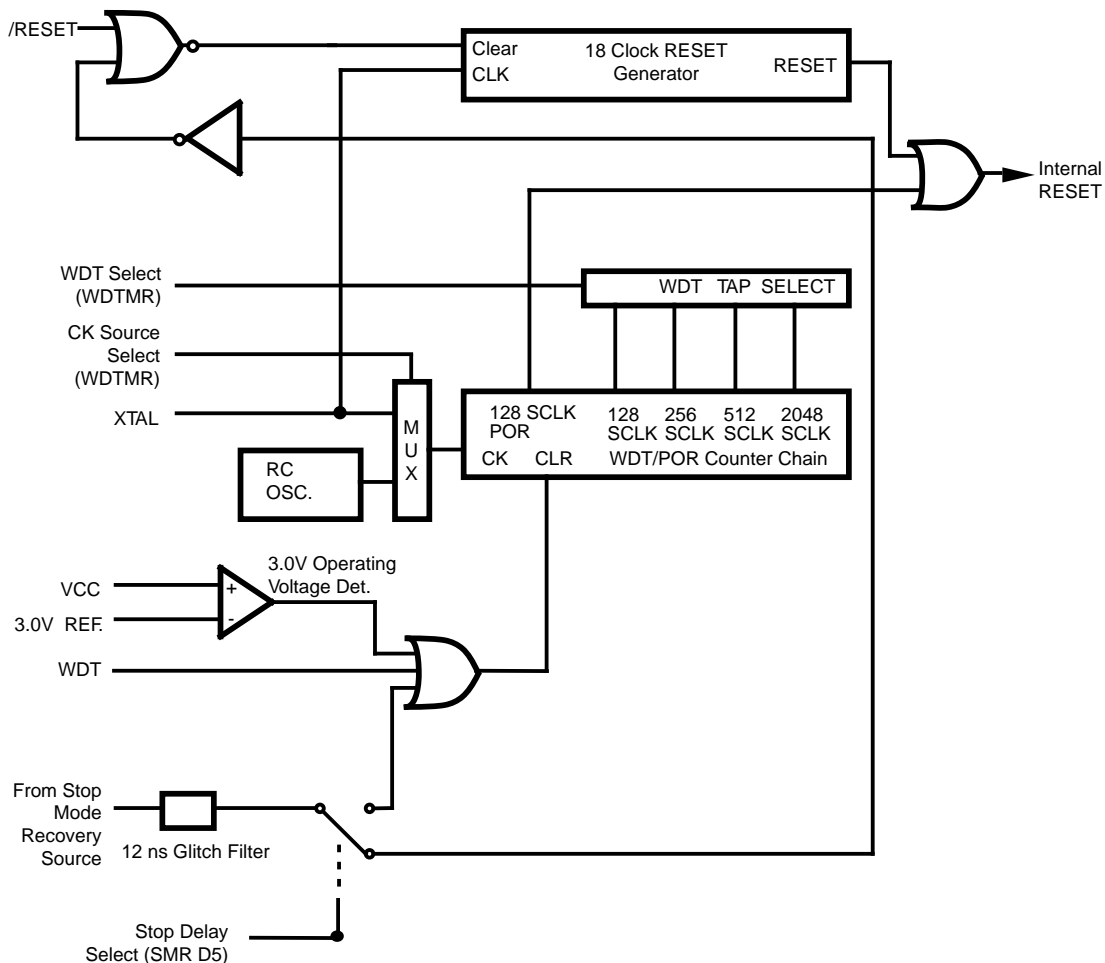 /RESET
Clear
CLK
18 Clock RESET
Generator
RESET
Internal
RESET
WDT Select
(WDTMR)
WDT TAP SELECT
CK Source
Select
(WDTMR)
XTAL
M
U
X
RC
OSC.
128 SCLK
POR
128
SCLK
256
SCLK
512
SCLK
2048
SCLK
CK
CLR
WDT/POR Counter Chain
3.0V Operating
Voltage Det.
VCC
+
3.0V REF.
-
WDT
From Stop
Mode
Recovery
Source
12 ns Glitch Filter
Stop Delay
Select (SMR D5)